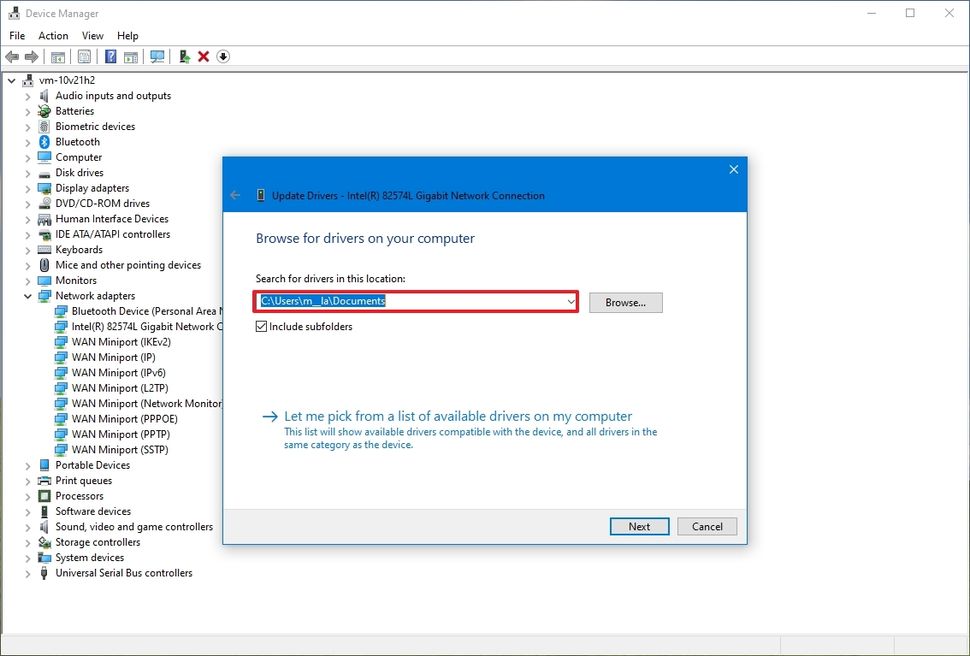 Device Manager
File Action View Help
vm-10v21h2
Audio inputs and outputs
Batteries
Biometric devices
Bluetooth
Computer
Disk drives
Display adapters
DVD/CD-ROM drives
Human Interface Devices
IDE ATA/ATAPI controllers
Keyboards
Mice and other pointing devices
Monitors
Network adapters
Bluetooth Device (Personal Area
Intel(R) 82574L Gigabit Network
WAN Miniport (IKEv2)
WAN Miniport (IP)
WAN Miniport (IPv6)
WAN Miniport (L2TP)
WAN Miniport (Network Monitor
WAN Miniport (PPPOE)
WAN Miniport (PPTP)
WAN Miniport (SSTP)
Portable Devices
Print queues
Processors
Software devices
Sound, video and game controllers
Storage controllers
System devices
Universal Serial Bus controllers
Update Drivers - Intel(R) 82574L Gigabit Network Connection
Browse for drivers on your computer
Search for drivers in this location:
C:\Users\m__la\Documents
Browse...
Include subfolders
Let me pick from a list of available drivers on my computer
This list will show available drivers compatible with the device, and all drivers in the
same category as the device.
Next
Cancel